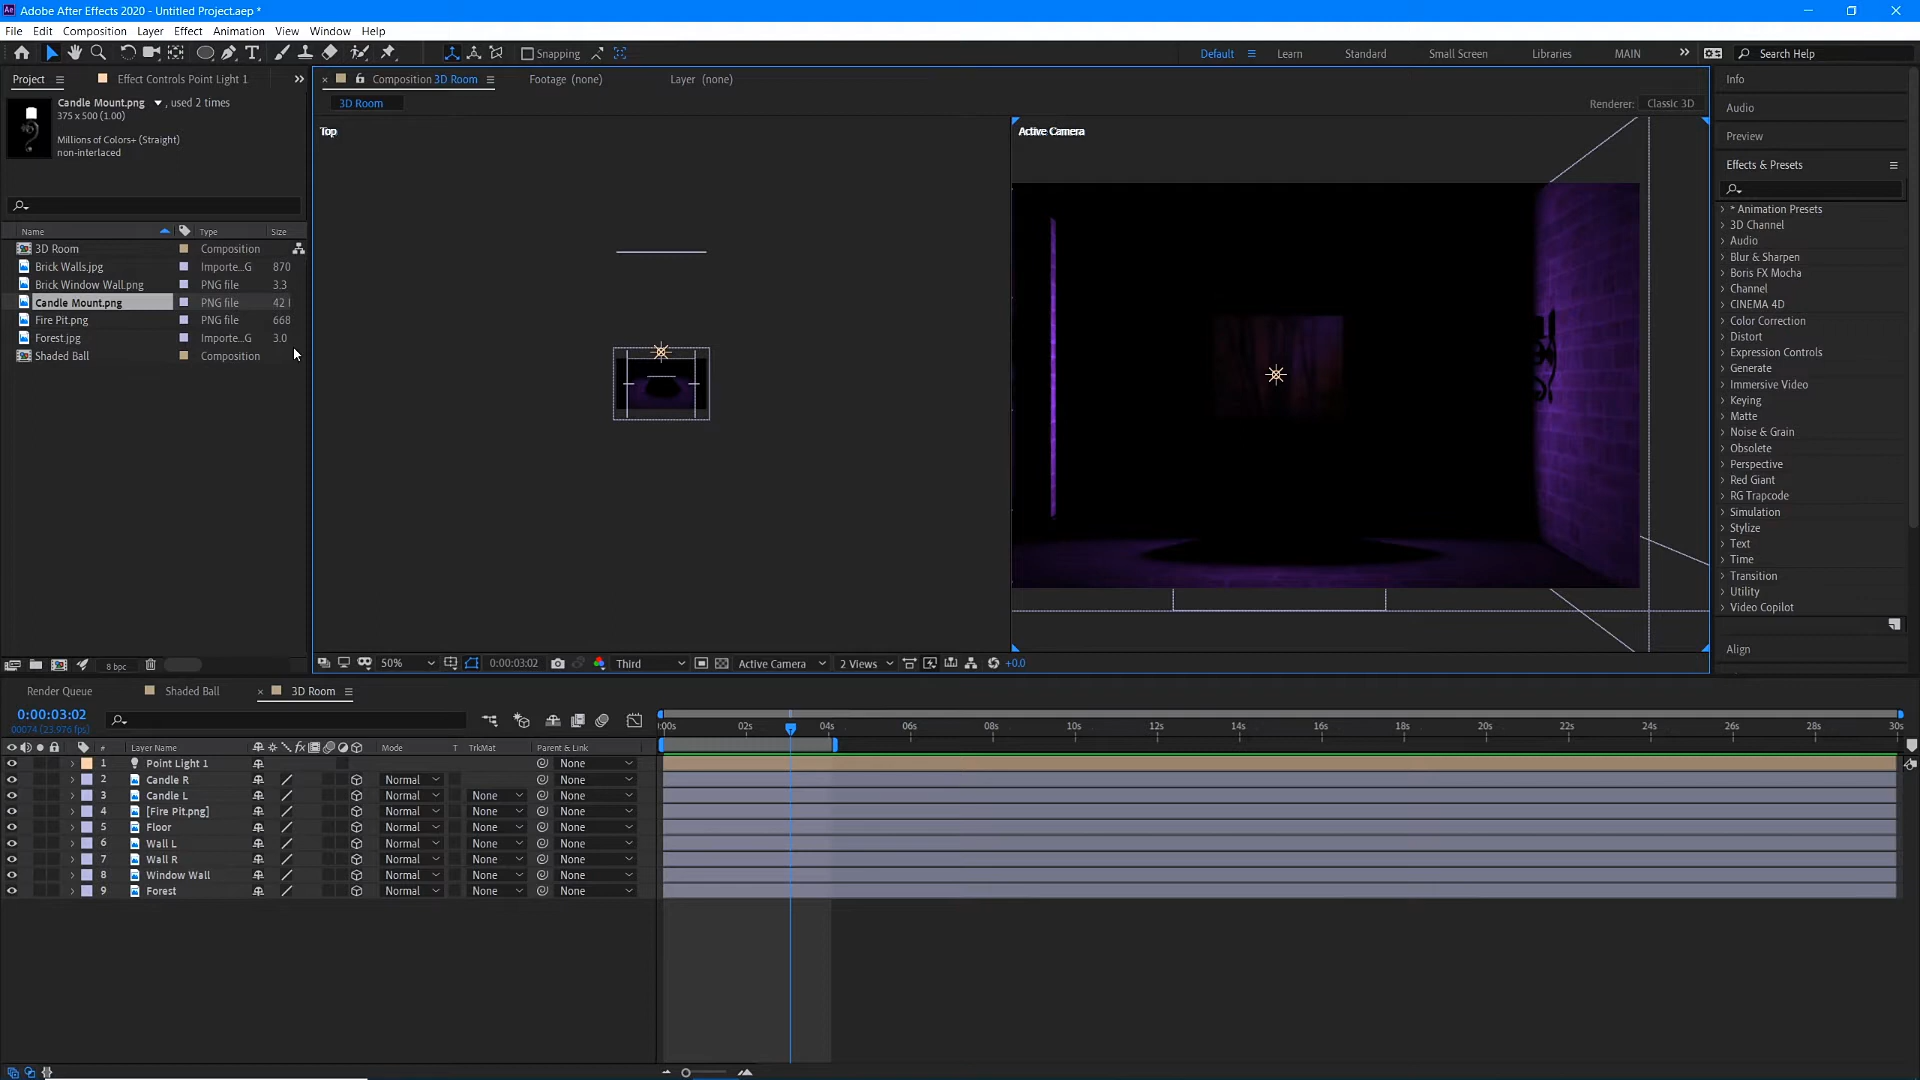 Adobe After Effects 2020 - Untitled Project.aep *
File Edit Composition Layer Effect Animation View Window Help
Snapping Default Learn Standard Small Screen Libraries MAIN Search Help
Project Effect Controls Point Light 1
Composition 3D Room Footage (none) Layer (none)
Candle Mount.png , used 2 times
375 x 500 (1.00)
Millions of Colors+ (Straight)
non-interlaced
3D Room Renderer: Classic 3D
Top Active Camera
Name Type Size
3D Room Composition
Brick Walls.jpg Importe...G 870
Brick Window Wall.png PNG file 3.3
Candle Mount.png PNG file 42
Fire Pit.png PNG file 668
Forest.jpg Importe...G 3.0
Shaded Ball Composition
8 bpc
50% 0:00:03:02 Third Active Camera 2 Views +0.0
Info
Audio
Preview
Effects & Presets
* Animation Presets
3D Channel
Audio
Blur & Sharpen
Boris FX Mocha
Channel
CINEMA 4D
Color Correction
Distort
Expression Controls
Generate
Immersive Video
Keying
Matte
Noise & Grain
Obsolete
Perspective
Red Giant
RG Trapcode
Simulation
Stylize
Text
Time
Transition
Utility
Video Copilot
Align
Render Queue Shaded Ball 3D Room
0:00:03:02
00074 (23.976 fps)
:00s 02s 04s 06s 08s 10s 12s 14s 16s 18s 20s 22s 24s 26s 28s 30s
# Layer Name Mode T TrkMat Parent & Link
1 Point Light 1 None
2 Candle R Normal None
3 Candle L Normal None None
4 [Fire Pit.png] Normal None None
5 Floor Normal None None
6 Wall L Normal None None
7 Wall R Normal None None
8 Window Wall Normal None None
9 Forest Normal None None